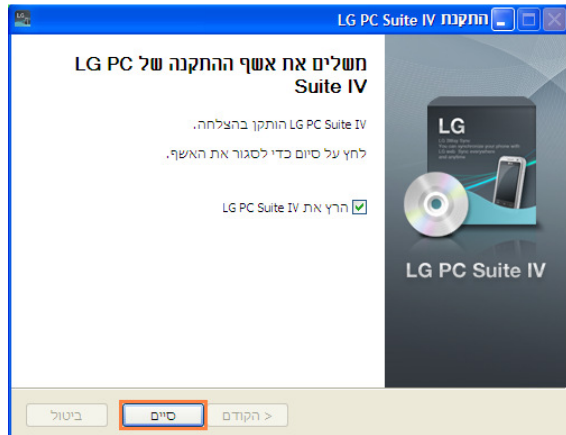 התקנת LG PC Suite IV
משלים את אשף ההתקנה של LG PC
Suite IV
LG PC Suite IV הותקן בהצלחה.
לחץ על סיום כדי לסגור את האשף.
הרץ את LG PC Suite IV
LG
LG PC Suite IV
< הקודם
סיים
ביטול